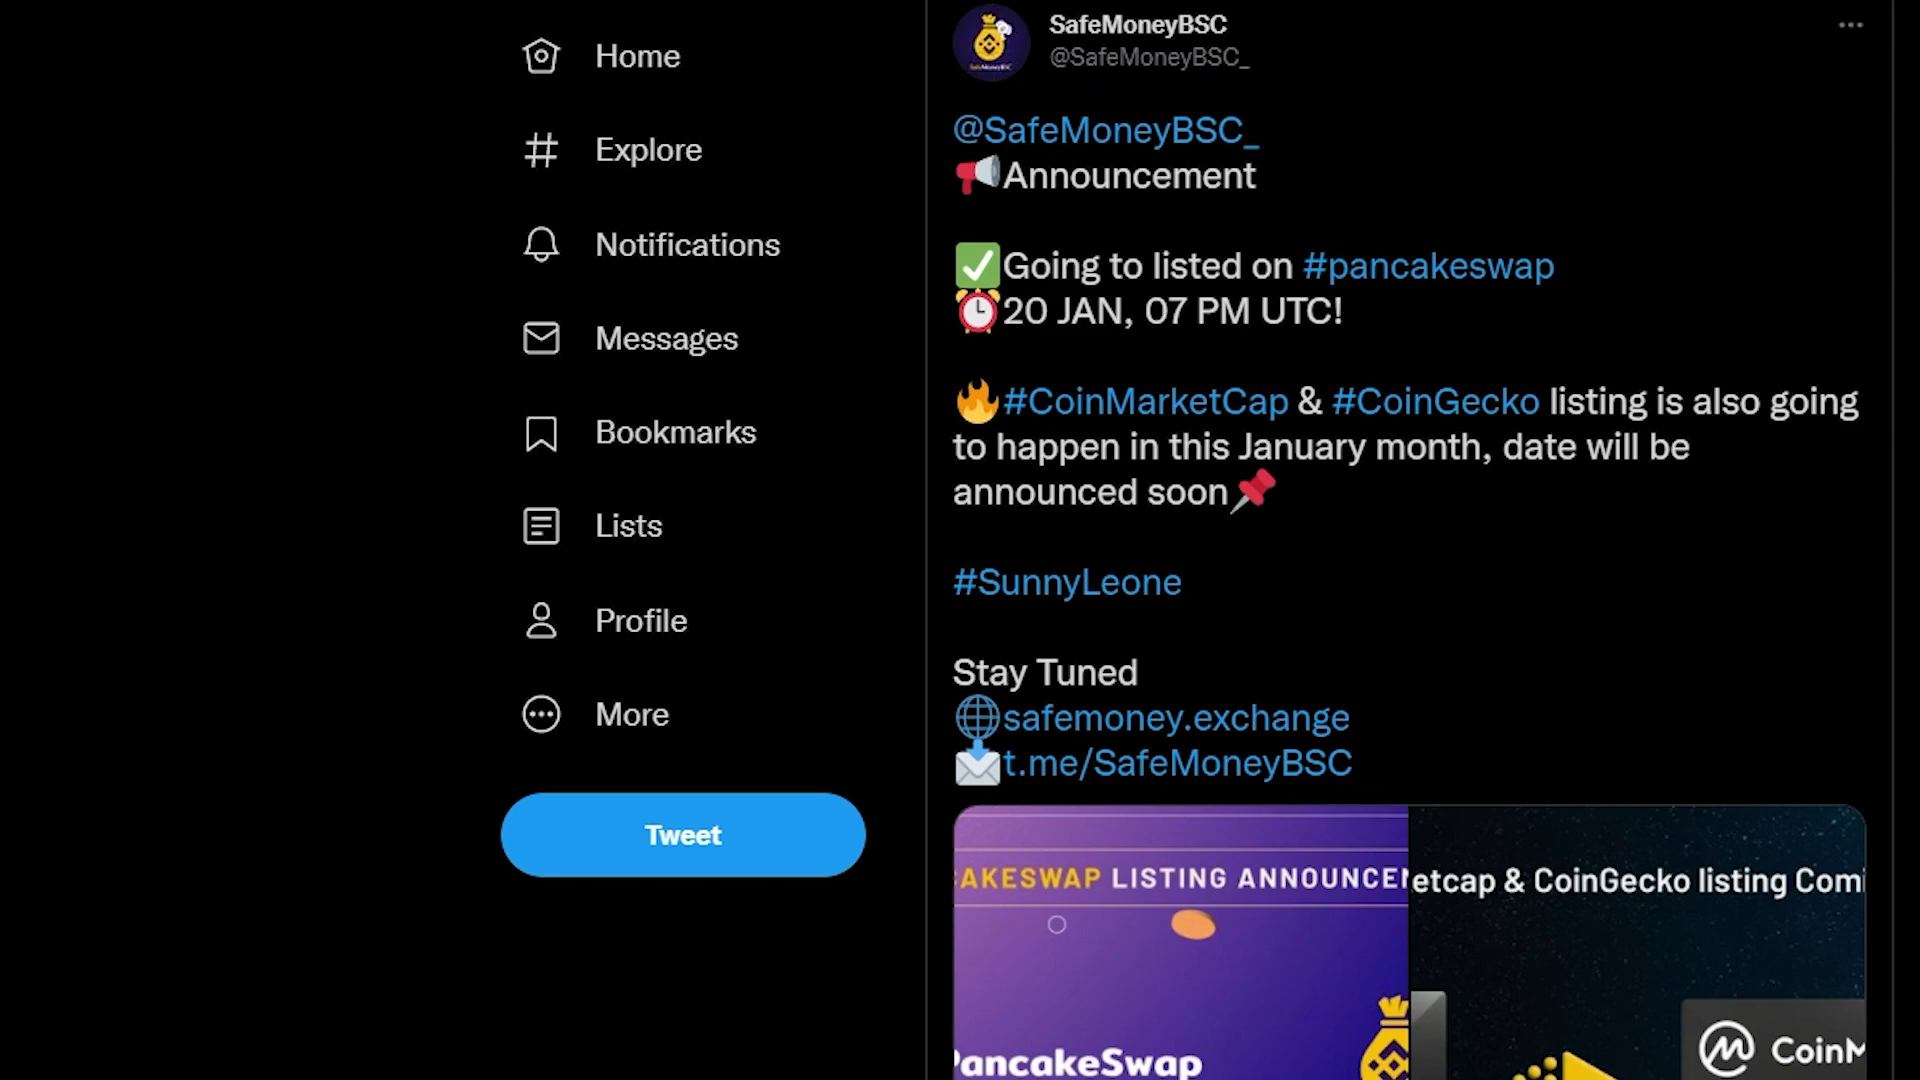 Home
Explore
Notifications
Messages
Bookmarks
Lists
Profile
More
Tweet
SafeMoneyBSC
@SafeMoneyBSC_
@SafeMoneyBSC_
Announcement
Going to listed on #pancakeswap
20 JAN, 07 PM UTC!
#CoinMarketCap & #CoinGecko listing is also going
to happen in this January month, date will be
announced soon
#SunnyLeone
Stay Tuned
safemoney.exchange
t.me/SafeMoneyBSC
AKESWAP LISTING ANNOUNCE
PancakeSwap
etcap & CoinGecko listing Comi
CoinM